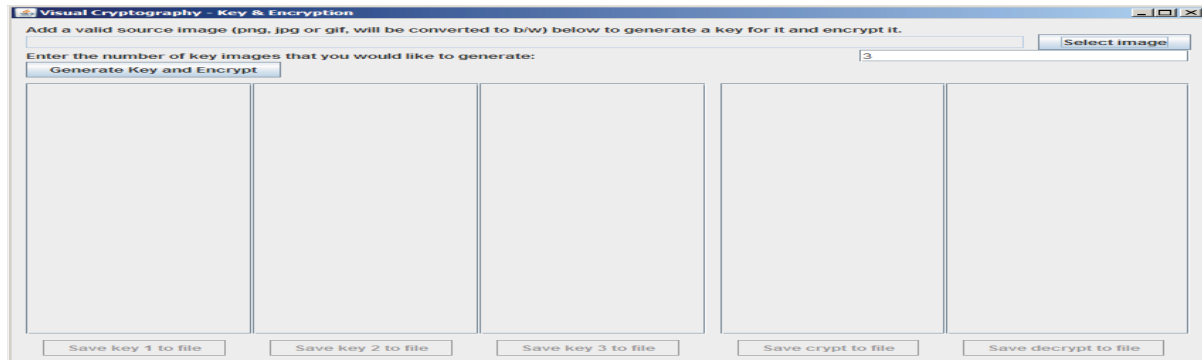 Visual Cryptography - Key & Encryption
Add a valid source image (png, jpg or gif, will be converted to b/w) below to generate a key for it and encrypt it.
Select image
Enter the number of key images that you would like to generate:
3
Generate Key and Encrypt
Save key 1 to file
Save key 2 to file
Save key 3 to file
Save crypt to file
Save decrypt to file